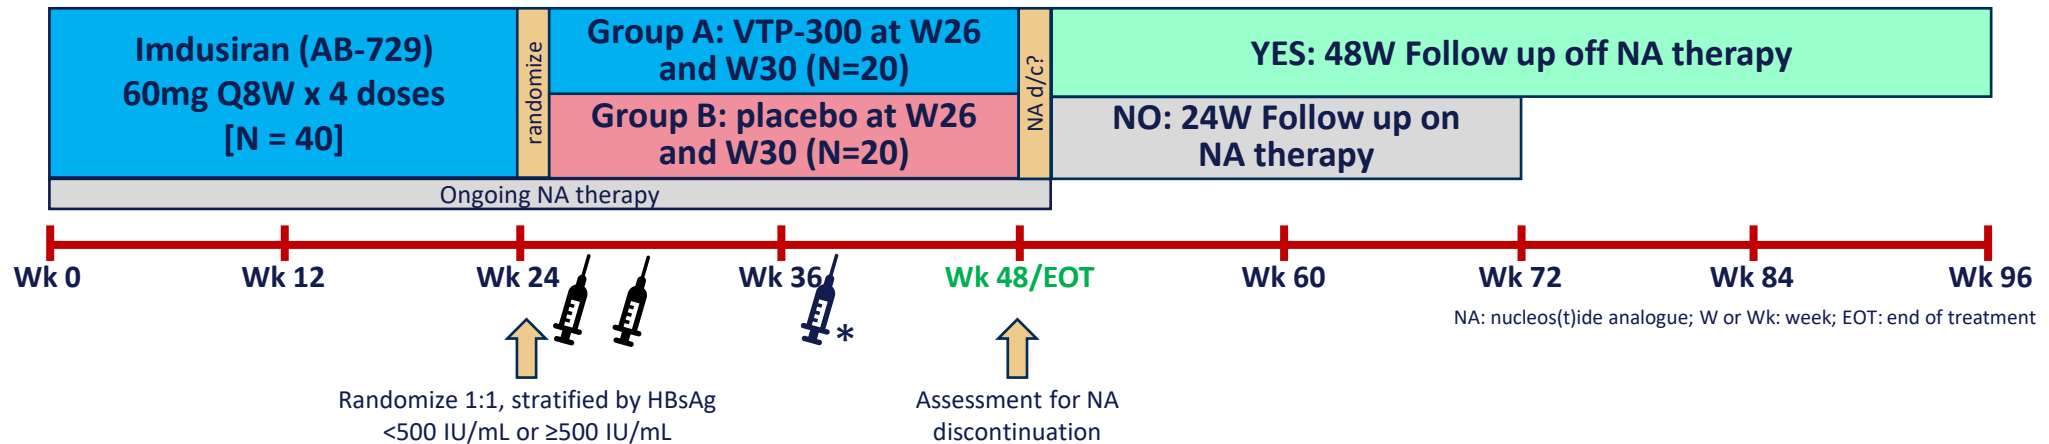 Imdusiran (AB-729)
60mg Q8W x 4 doses
[N = 40]
randomize
Group A: VTP-300 at W26
and W30 (N=20)
Group B: placebo at W26
and W30 (N=20)
NA d/c?
YES: 48W Follow up off NA therapy
NO: 24W Follow up on
NA therapy
Ongoing NA therapy
Wk 0
Wk 12
Wk 24
Wk 36
Wk 48/EOT
Wk 60
Wk 72
Wk 84
Wk 96
*
NA: nucleos(t)ide analogue; W or Wk: week; EOT: end of treatment
Randomize 1:1, stratified by HBsAg
<500 IU/mL or ≥500 IU/mL
Assessment for NA
discontinuation